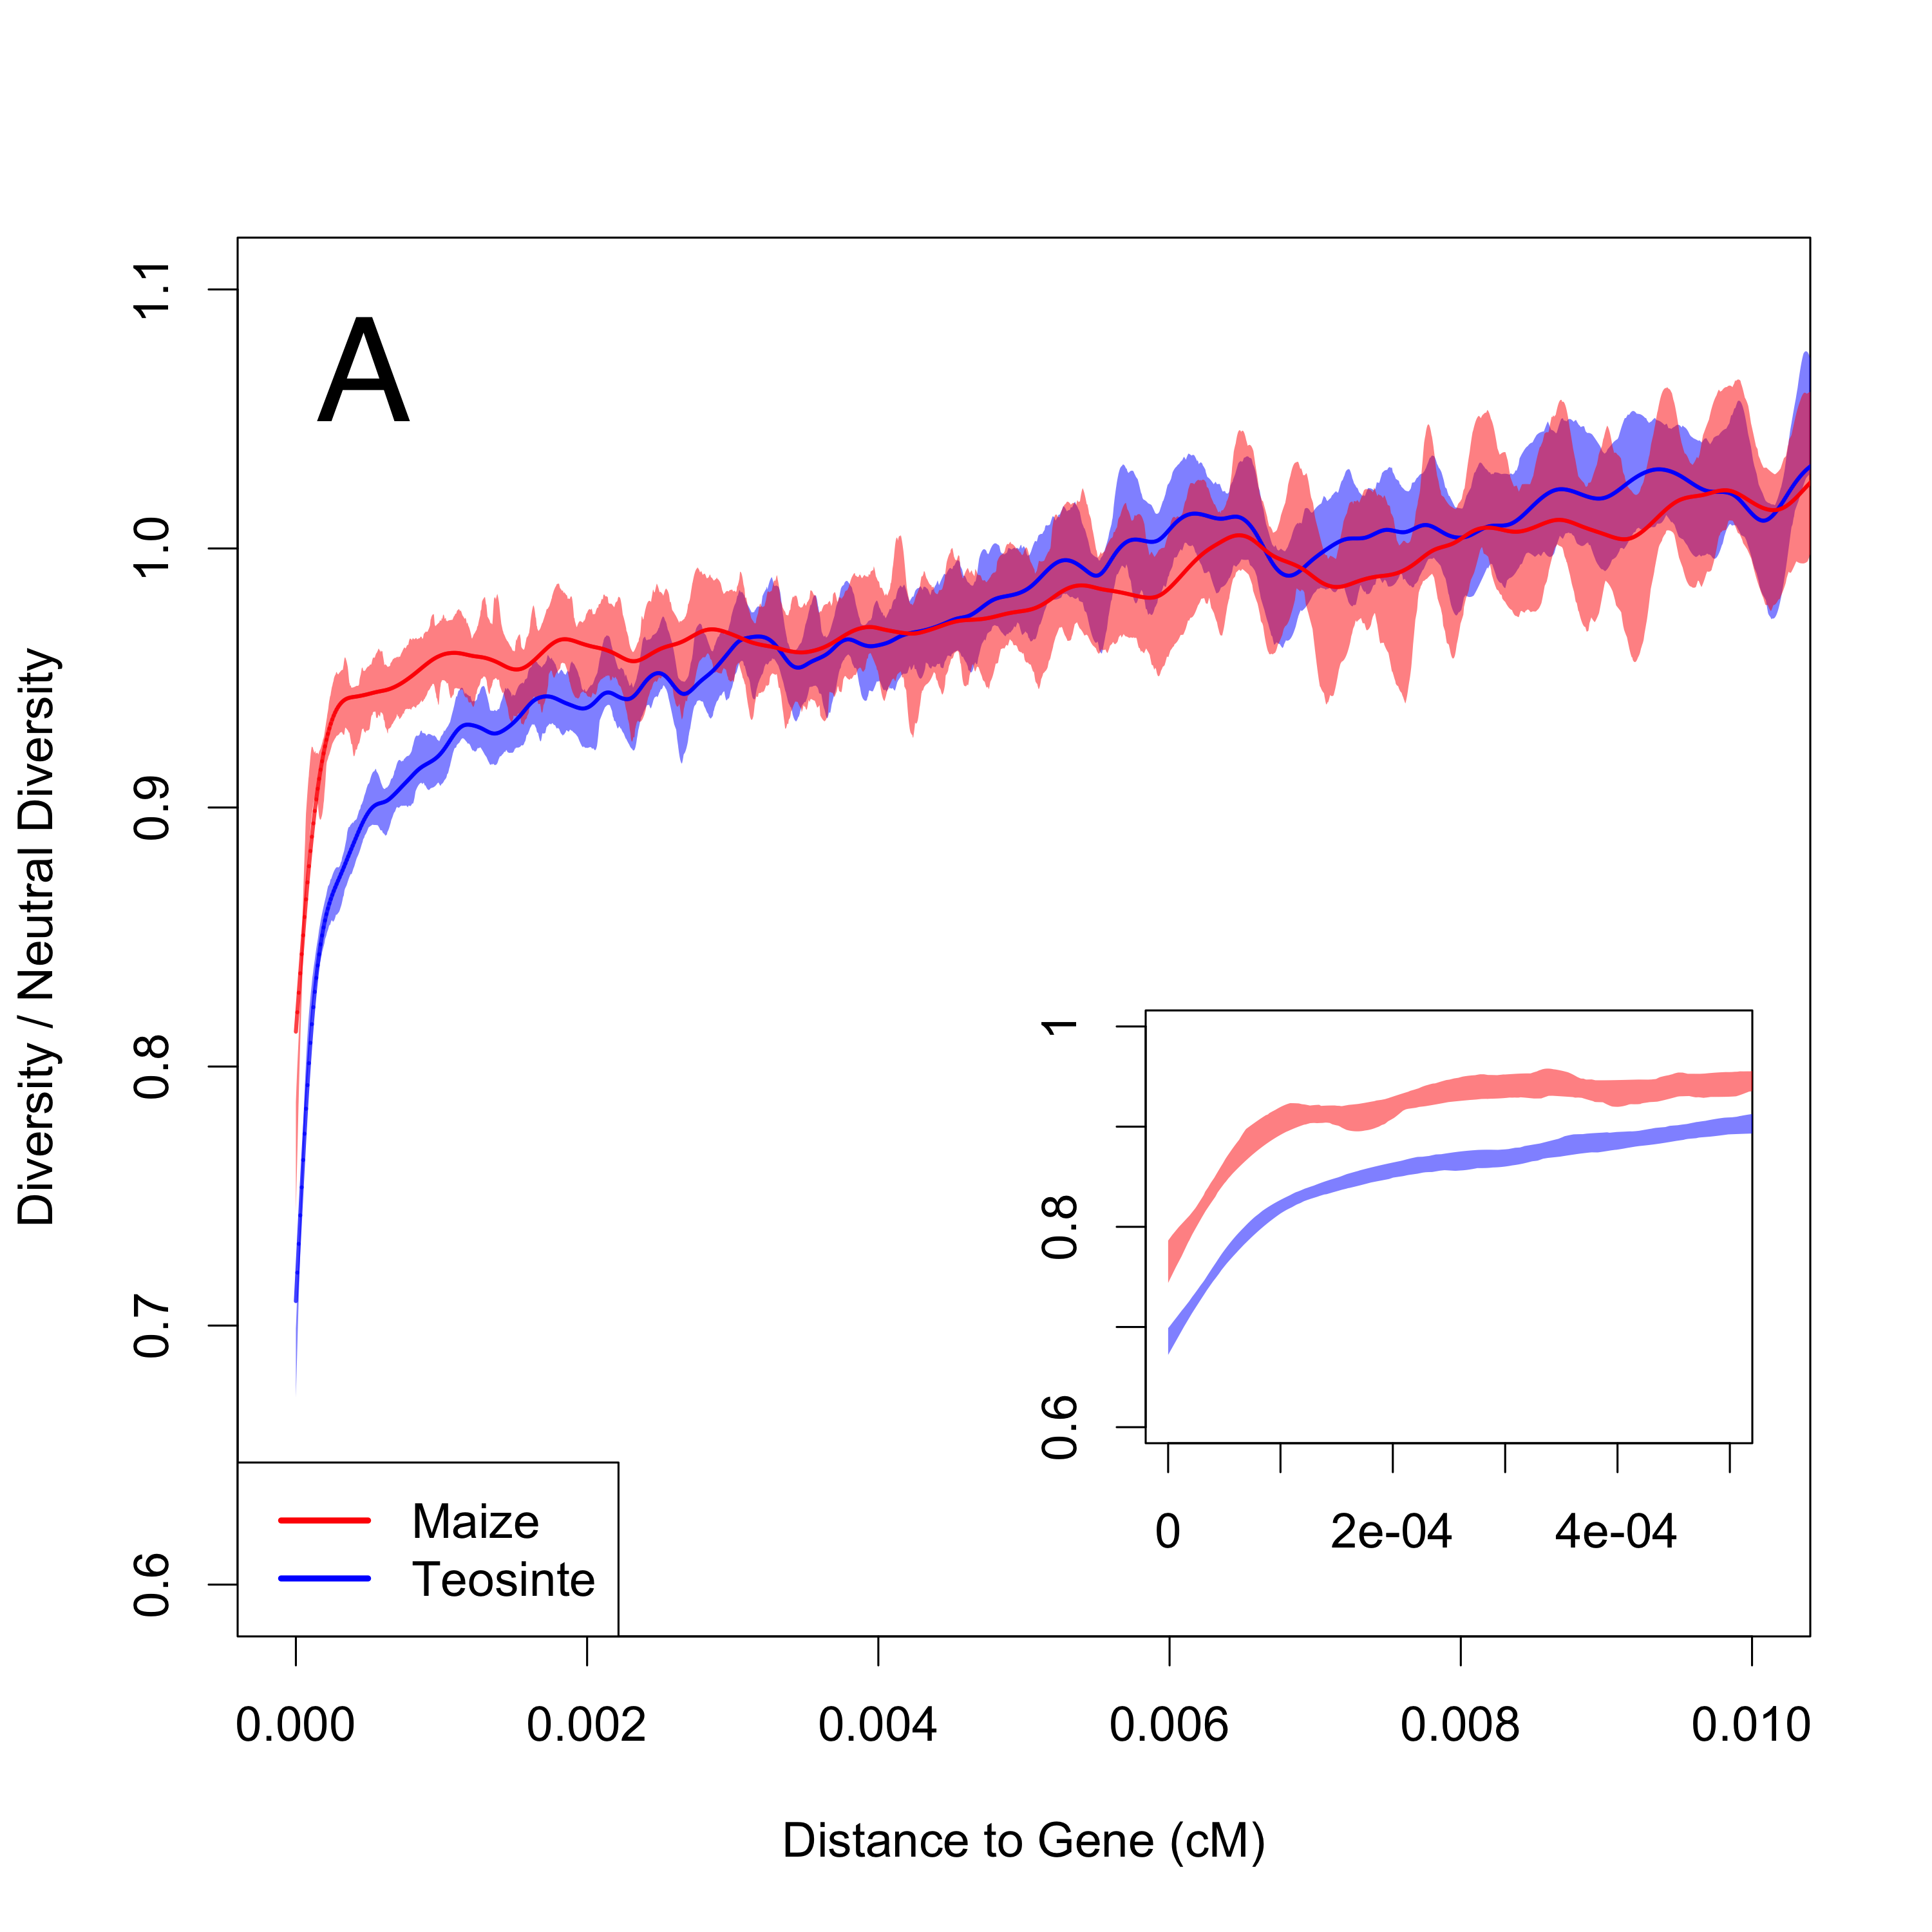 A
Diversity / Neutral Diversity
1.1
1.0
0.9
0.8
0.7
0.6
1
0.8
0.6
0 2e-04 4e-04
Maize
Teosinte
0.000 0.002 0.004 0.006 0.008 0.010
Distance to Gene (cM)